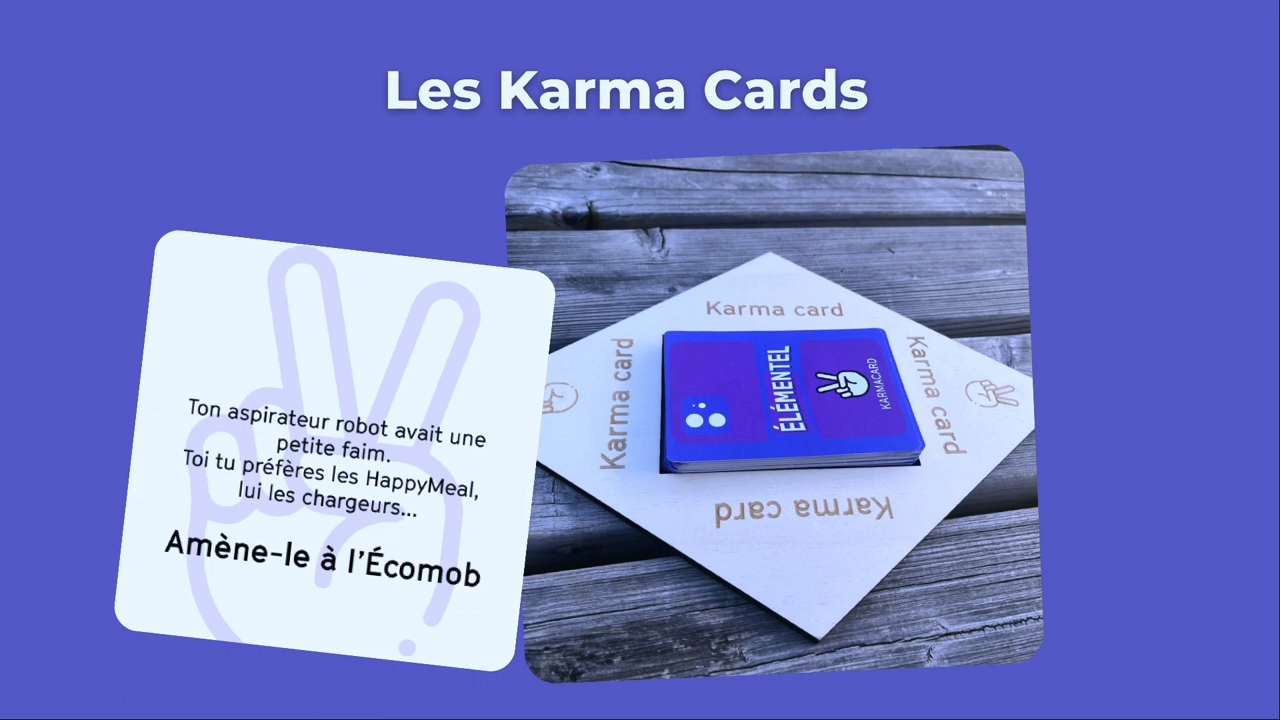 Les Karma Cards
Ton aspirateur robot avait une
petite faim.
Toi tu préfères les HappyMeal,
lui les chargeurs...
Amène-le à l'Écomob
Karma card
Karma card
ÉLÉMENTEL
KARMACARD
Karma card
Karma card